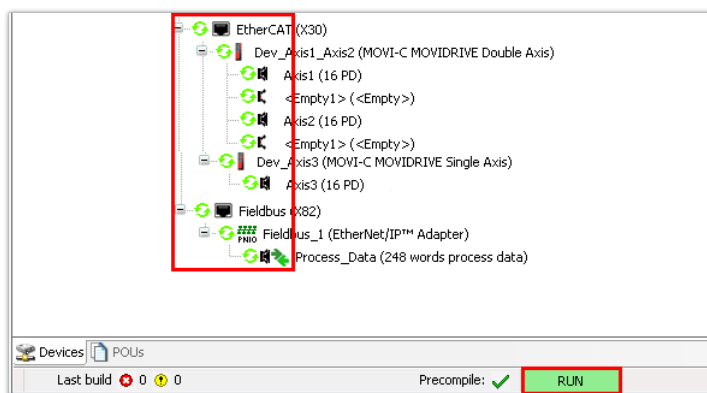 EtherCAT (X30)
Dev_Axis1_Axis2 (MOVI-C MOVIDRIVE Double Axis)
Axis1 (16 PD)
<Empty1> (<Empty>)
Axis2 (16 PD)
<Empty1> (<Empty>)
Dev_Axis3 (MOVI-C MOVIDRIVE Single Axis)
Axis3 (16 PD)
Fieldbus (X82)
PNIO Fieldbus_1 (EtherNet/IP™ Adapter)
Process_Data (248 words process data)
Devices POUs
Last build 0 0 Precompile: RUN